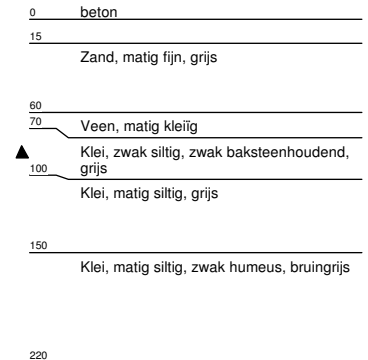 0 beton
15
Zand, matig fijn, grijs
60
70 Veen, matig kleiïg
Klei, zwak siltig, zwak baksteenhoudend,
100 grijs
Klei, matig siltig, grijs
150
Klei, matig siltig, zwak humeus, bruingrijs
220